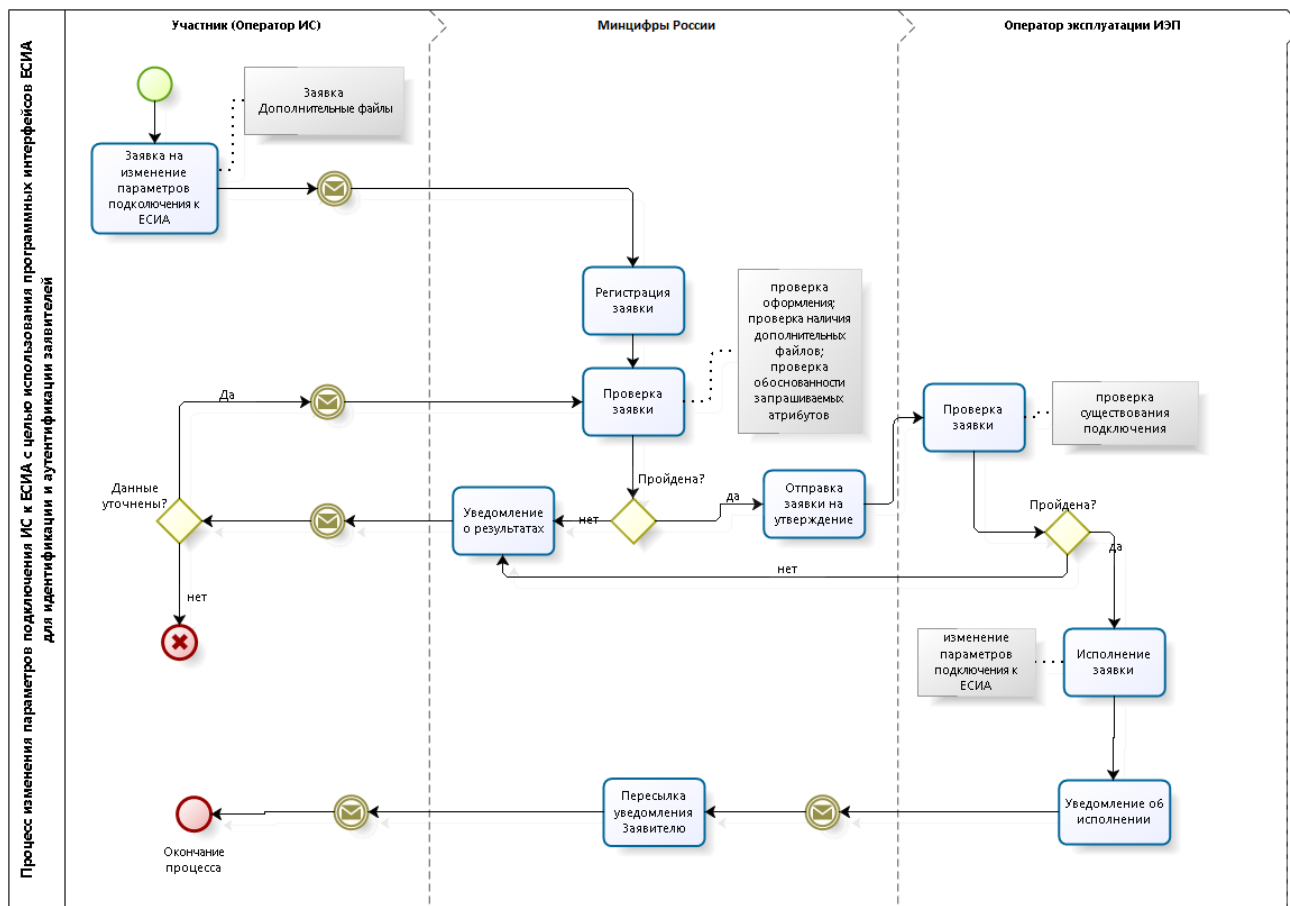 Процесс изменения параметров подключения ИС к ЕСИА с целью использования программных интерфейсов ЕСИА
для идентификации и аутентификации заявителей
Участник (Оператор ИС)
Минцифры России
Оператор эксплуатации ИЭП
Заявка
Дополнительные файлы
Заявка на
изменение
параметров
подколючения к
ЕСИА
Регистрация
заявки
проверка
оформления;
проверка наличия
дополнительных
файлов;
проверка
обоснованности
запрашиваемых
атрибутов
Да
Проверка
заявки
Проверка
заявки
проверка
существования
подключения
Данные
уточнены?
Уведомление
о результатах
нет
Пройдена?
да
Отправка
заявки на
утверждение
Пройдена?
да
нет
нет
изменение
параметров
подключения к
ЕСИА
Исполнение
заявки
Окончание
процесса
Пересылка
уведомления
Заявителю
Уведомление об
исполнении